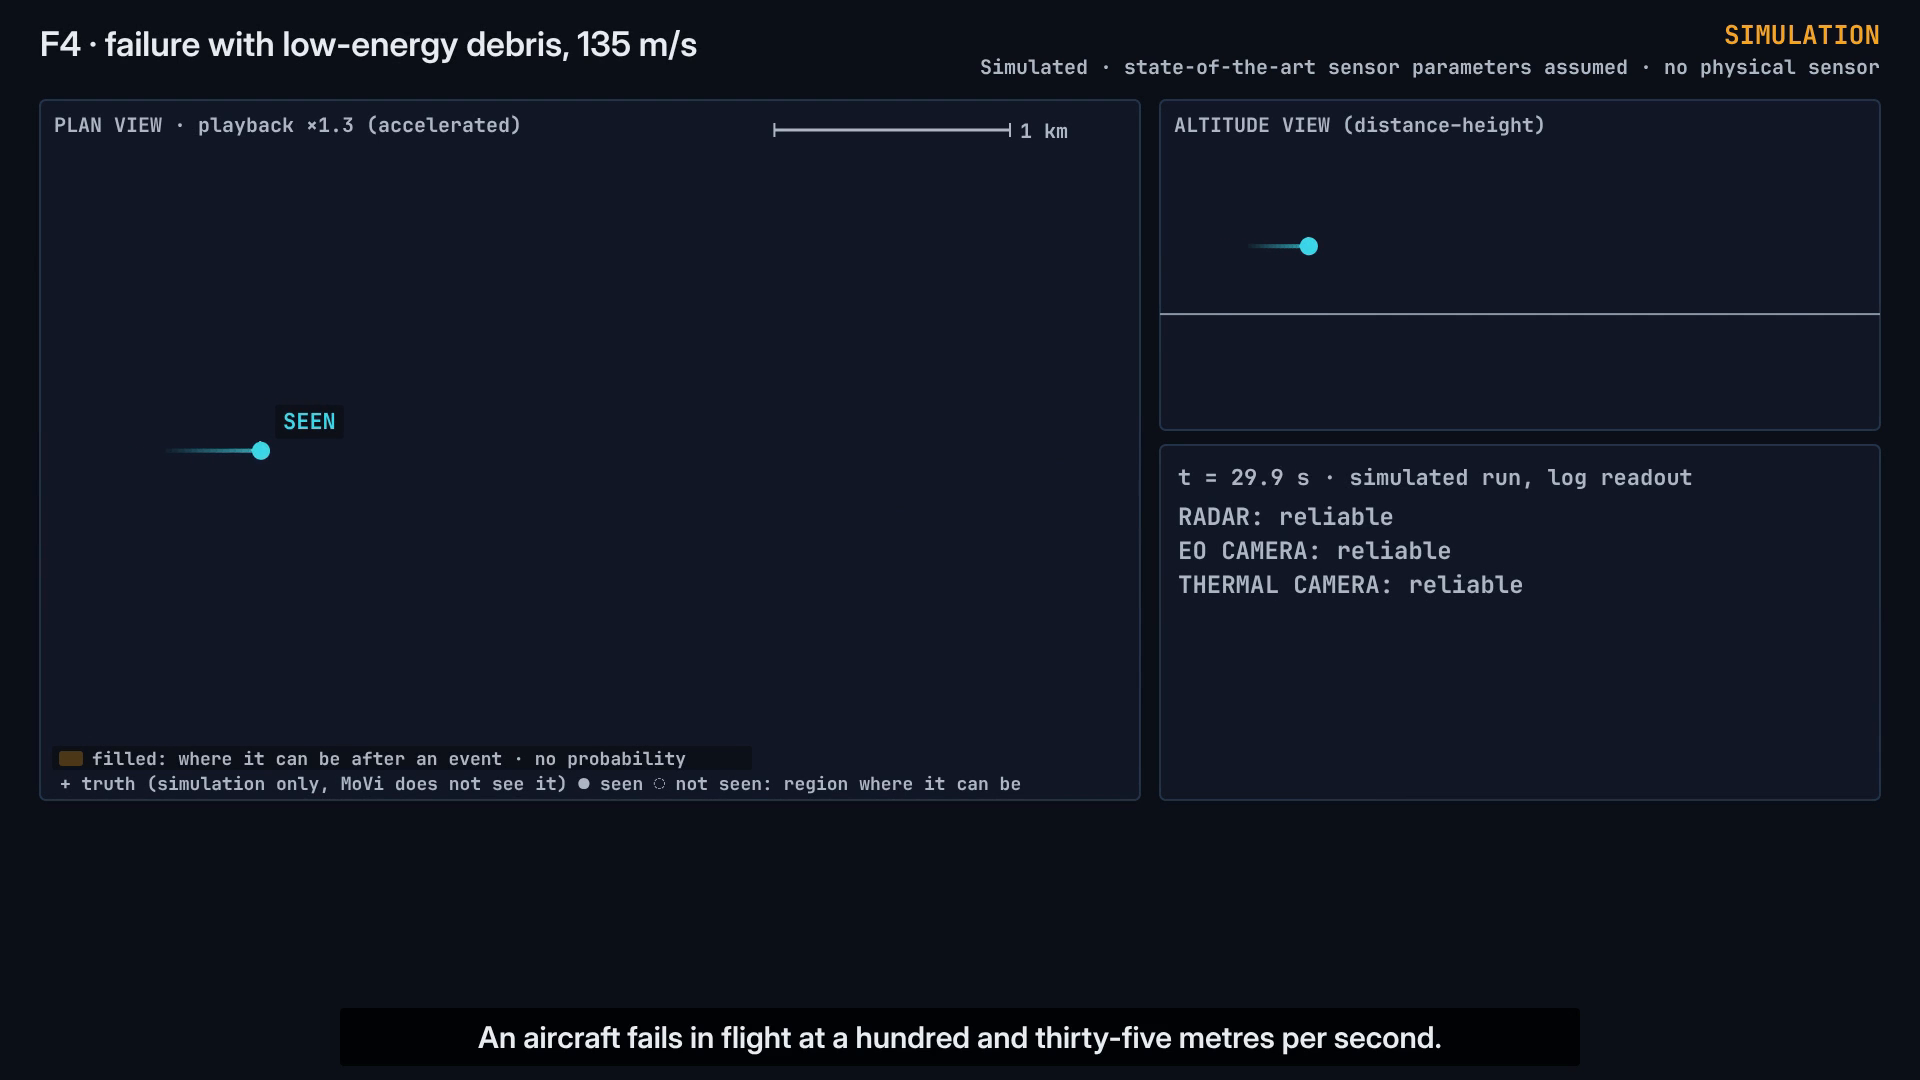 F4 · failure with low-energy debris, 135 m/s
SIMULATION
Simulated · state-of-the-art sensor parameters assumed · no physical sensor
PLAN VIEW · playback ×1.3 (accelerated)
1 km
SEEN
filled: where it can be after an event · no probability
+ truth (simulation only, MoVi does not see it) ● seen ◌ not seen: region where it can be
ALTITUDE VIEW (distance-height)
t = 29.9 s · simulated run, log readout
RADAR: reliable
EO CAMERA: reliable
THERMAL CAMERA: reliable
An aircraft fails in flight at a hundred and thirty-five metres per second.